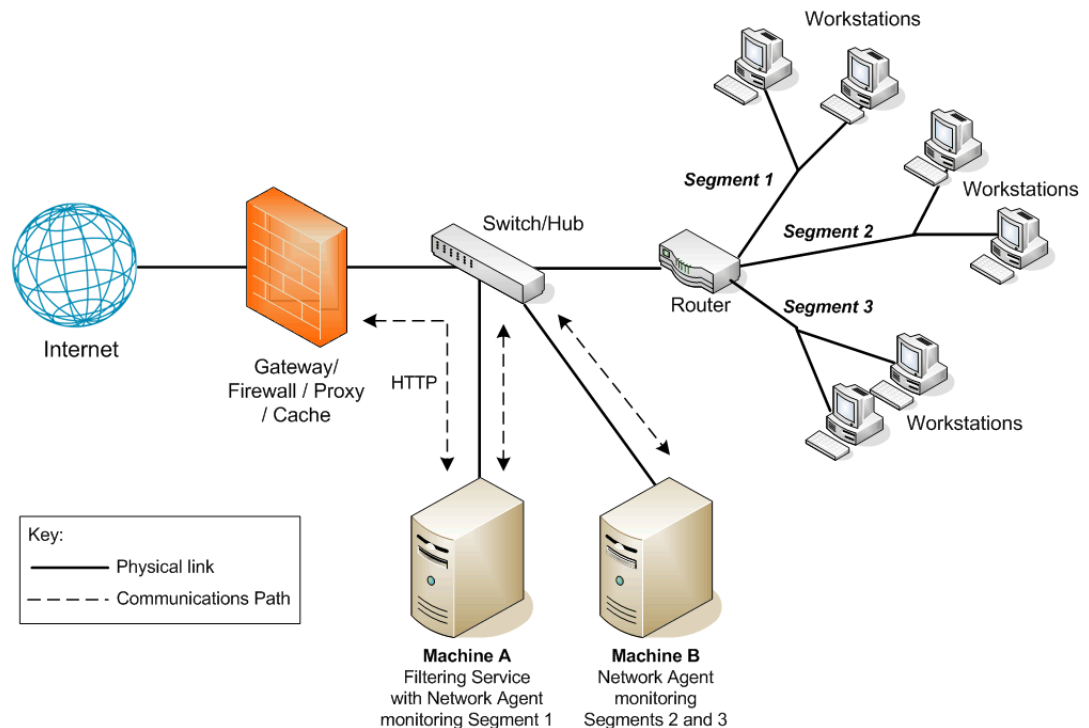 Workstations
Segment 1
Workstations
Switch/Hub
Segment 2
Router
Segment 3
Internet
Gateway/
Firewall / Proxy
/ Cache
HTTP
Workstations
Key:
Physical link
Communications Path
Machine A
Filtering Service
with Network Agent
monitoring Segment 1
Machine B
Network Agent
monitoring
Segments 2 and 3